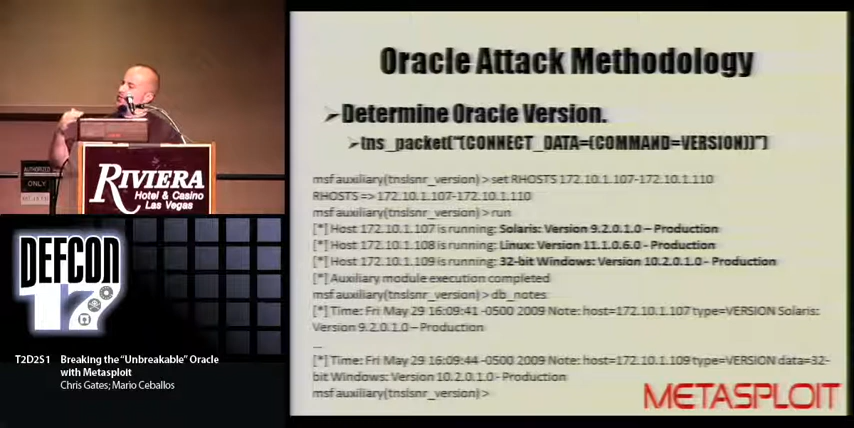 Oracle Attack Methodology
➢Determine Oracle Version.
➢tns_packet("(CONNECT_DATA=(COMMAND=VERSION))")
msf auxiliary(tnslsnr_version) > set RHOSTS 172.10.1.107-172.10.1.110
RHOSTS => 172.10.1.107-172.10.1.110
msf auxiliary(tnslsnr_version) > run
[*] Host 172.10.1.107 is running: Solaris: Version 9.2.0.1.0 – Production
[*] Host 172.10.1.108 is running: Linux: Version 11.1.0.6.0 - Production
[*] Host 172.10.1.109 is running: 32-bit Windows: Version 10.2.0.1.0 - Production
[*] Auxiliary module execution completed
msf auxiliary(tnslsnr_version) > db_notes
[*] Time: Fri May 29 16:09:41 -0500 2009 Note: host=172.10.1.107 type=VERSION Solaris:
Version 9.2.0.1.0 – Production
...
[*] Time: Fri May 29 16:09:44 -0500 2009 Note: host=172.10.1.109 type=VERSION data=32-
bit Windows: Version 10.2.0.1.0 - Production
msf auxiliary(tnslsnr_version) >
METASPLOIT
AUTHORIZED
ONLY
RIVIERA
Hotel & Casino
Las Vegas
DEFCON
17
T2D2S1 Breaking the "Unbreakable" Oracle
with Metasploit
Chris Gates; Mario Ceballos